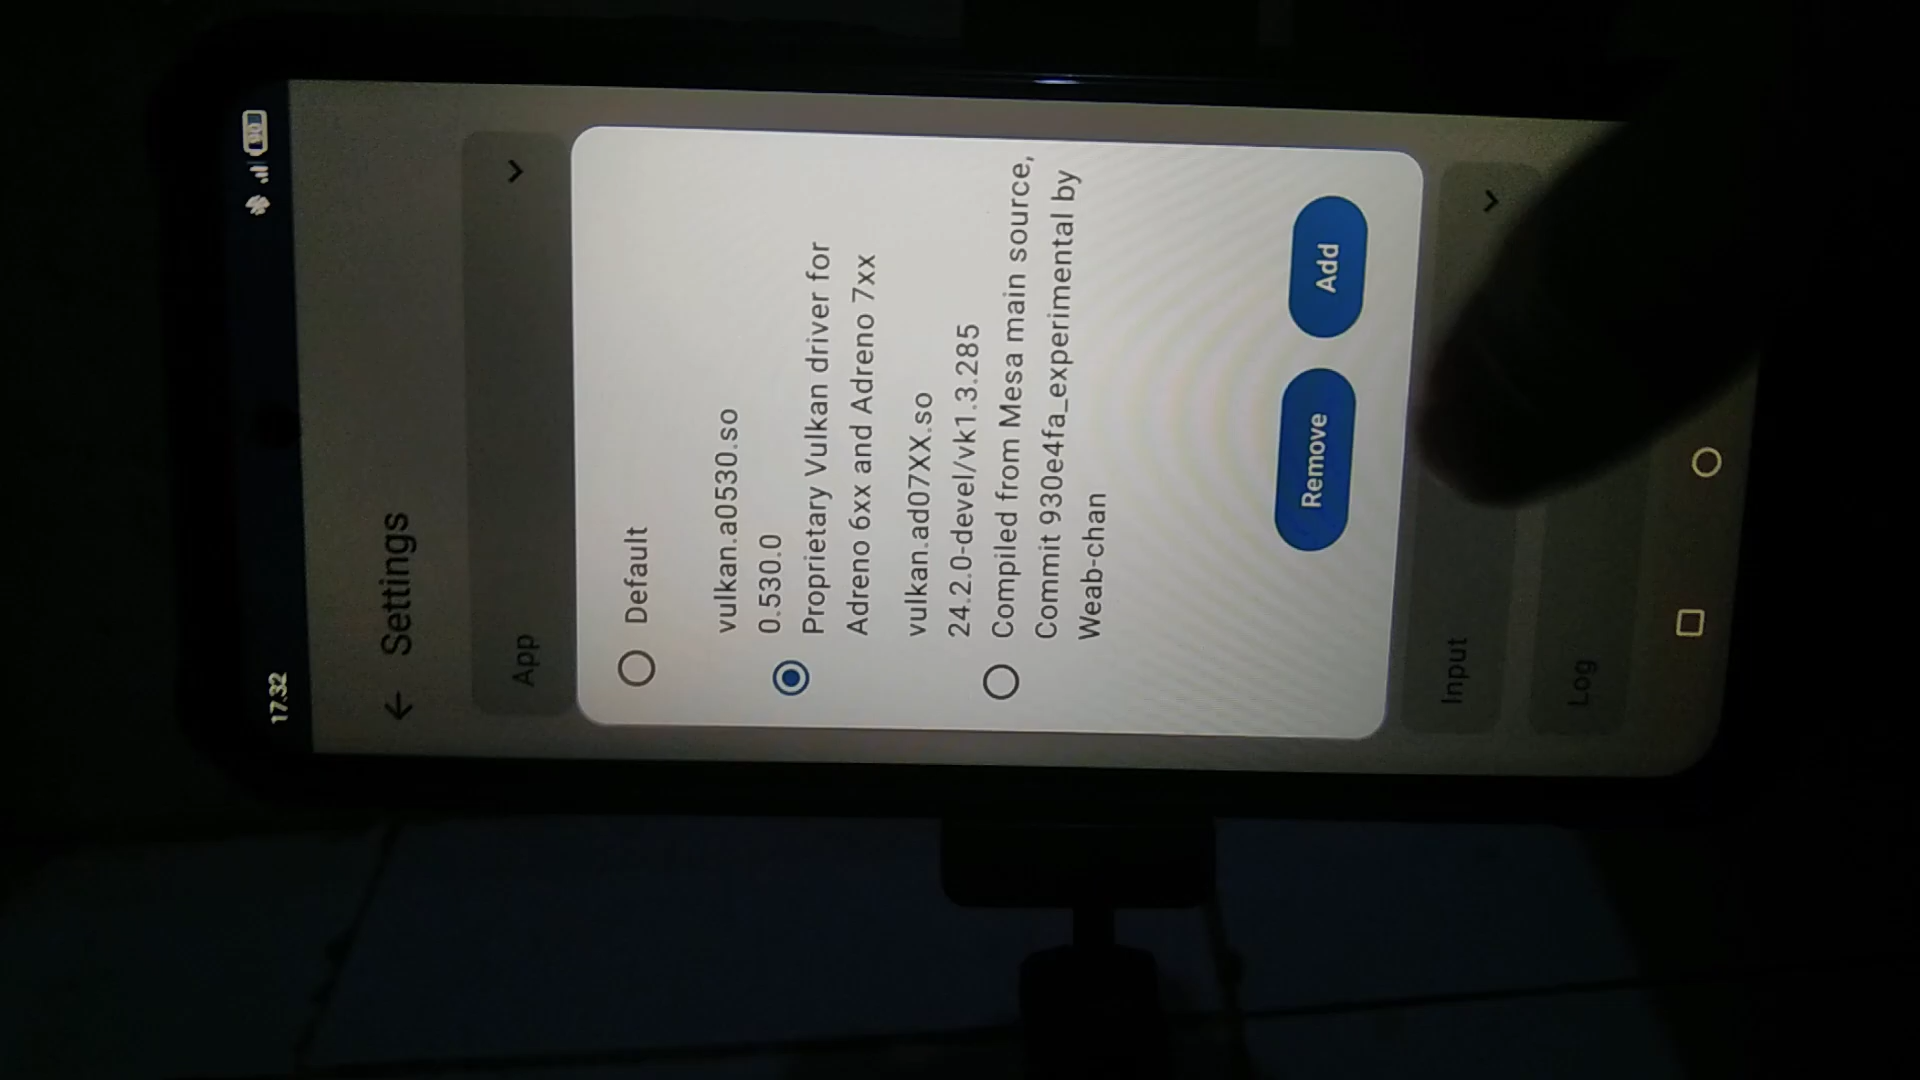 17.32
90
Settings
App
Default
vulkan.a0530.so
0.530.0
Proprietary Vulkan driver for
Adreno 6xx and Adreno 7xx
vulkan.ad07XX.so
24.2.0-devel/vk1.3.285
Compiled from Mesa main source,
Commit 930e4fa_experimental by
Weab-chan
Remove
Add
Input
Log